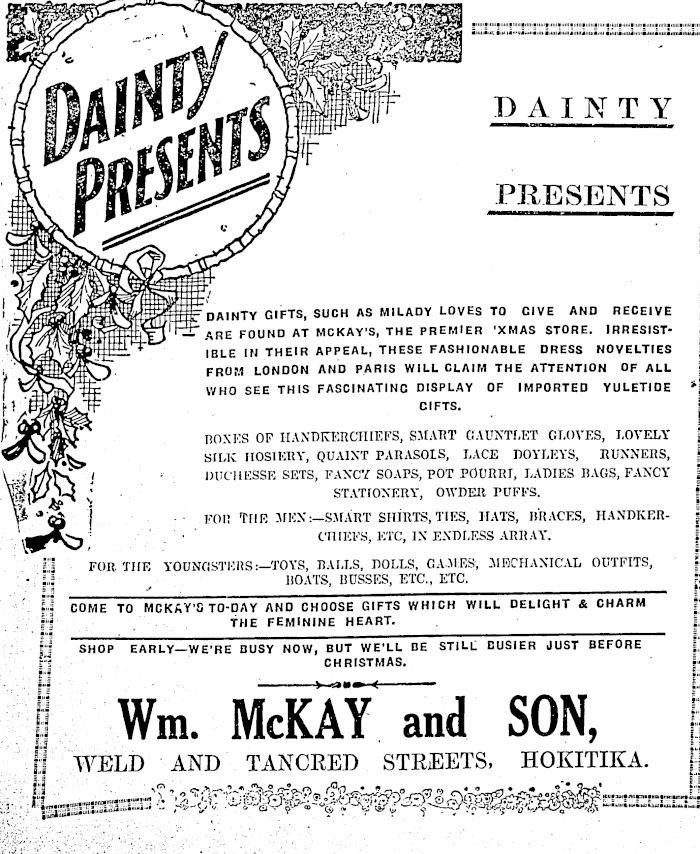 DAINTY
PRESENTS
DAINTY
PRESENTS
DAINTY GIFTS, SUCH AS MILADY LOVES TO GIVE AND RECEIVE
ARE FOUND AT MCKAY'S, THE PREMIER 'XMAS STORE. IRRESIST-
IBLE IN THEIR APPEAL, THESE FASHIONABLE DRESS NOVELTIES
FROM LONDON AND PARIS WILL CLAIM THE ATTENTION OF ALL
WHO SEE THIS FASCINATING DISPLAY OF IMPORTED YULETIDE
GIFTS.
BOXES OF HANDKERCHIEFS, SMART GAUNTLET GLOVES, LOVELY
SILK HOSIERY, QUAINT PARASOLS, LACE DOYLEYS, RUNNERS,
DUCHESSE SETS, FANCY SOAPS, POT POURRI, LADIES BAGS, FANCY
STATIONERY, OWDER PUFFS.
FOR THE MEN:—SMART SHIRTS, TIES, HATS, BRACES, HANDKER-
CHIEFS, ETC, IN ENDLESS ARRAY.
FOR THE YOUNGSTERS:—TOYS, BALLS, DOLLS, GAMES, MECHANICAL OUTFITS,
BOATS, BUSSES, ETC., ETC.
COME TO MCKAY'S TO-DAY AND CHOOSE GIFTS WHICH WILL DELIGHT & CHARM
THE FEMININE HEART.
SHOP EARLY—WE'RE BUSY NOW, BUT WE'LL BE STILL BUSIER JUST BEFORE
CHRISTMAS.
Wm. McKAY and SON,
WELD AND TANCRED STREETS, HOKITIKA.